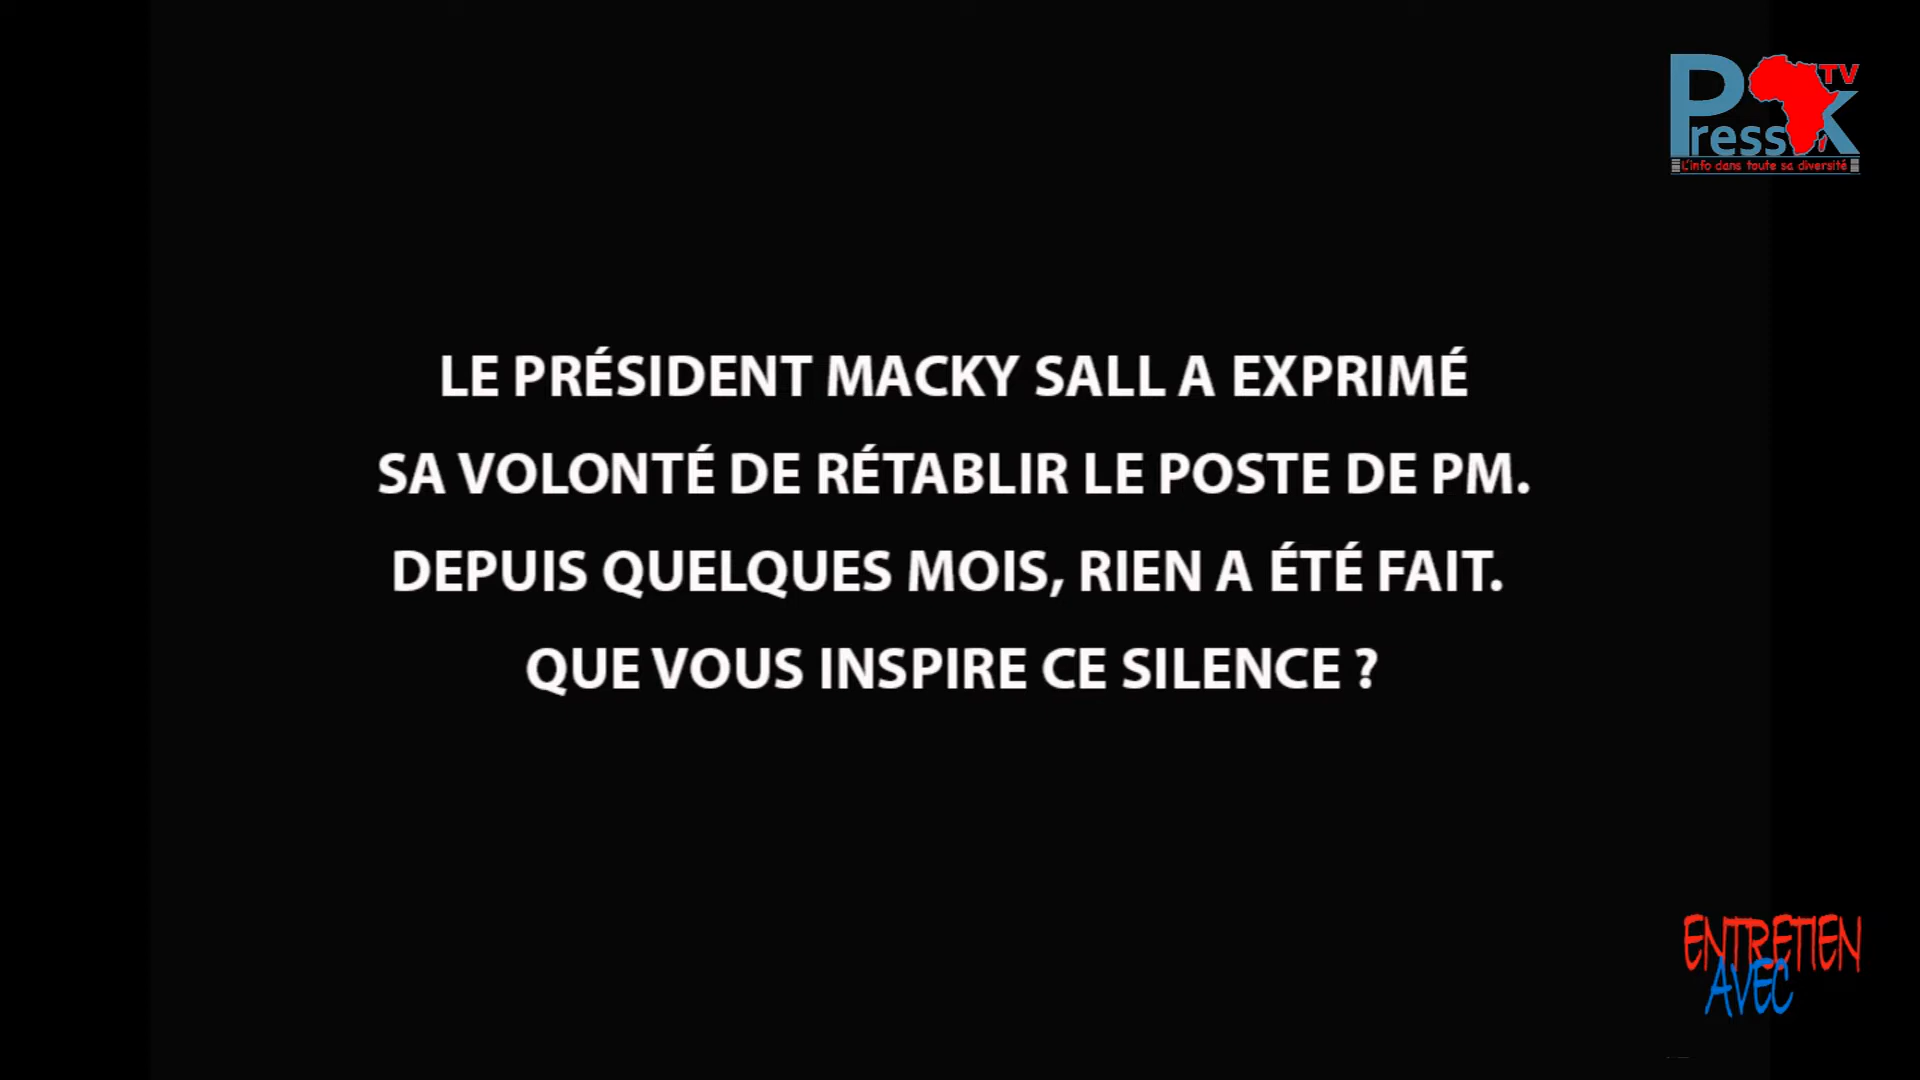 Press K TV
L'info dans toute sa diversité
LE PRÉSIDENT MACKY SALL A EXPRIMÉ
SA VOLONTÉ DE RÉTABLIR LE POSTE DE PM.
DEPUIS QUELQUES MOIS, RIEN A ÉTÉ FAIT.
QUE VOUS INSPIRE CE SILENCE ?
ENTRETIEN
AVEC